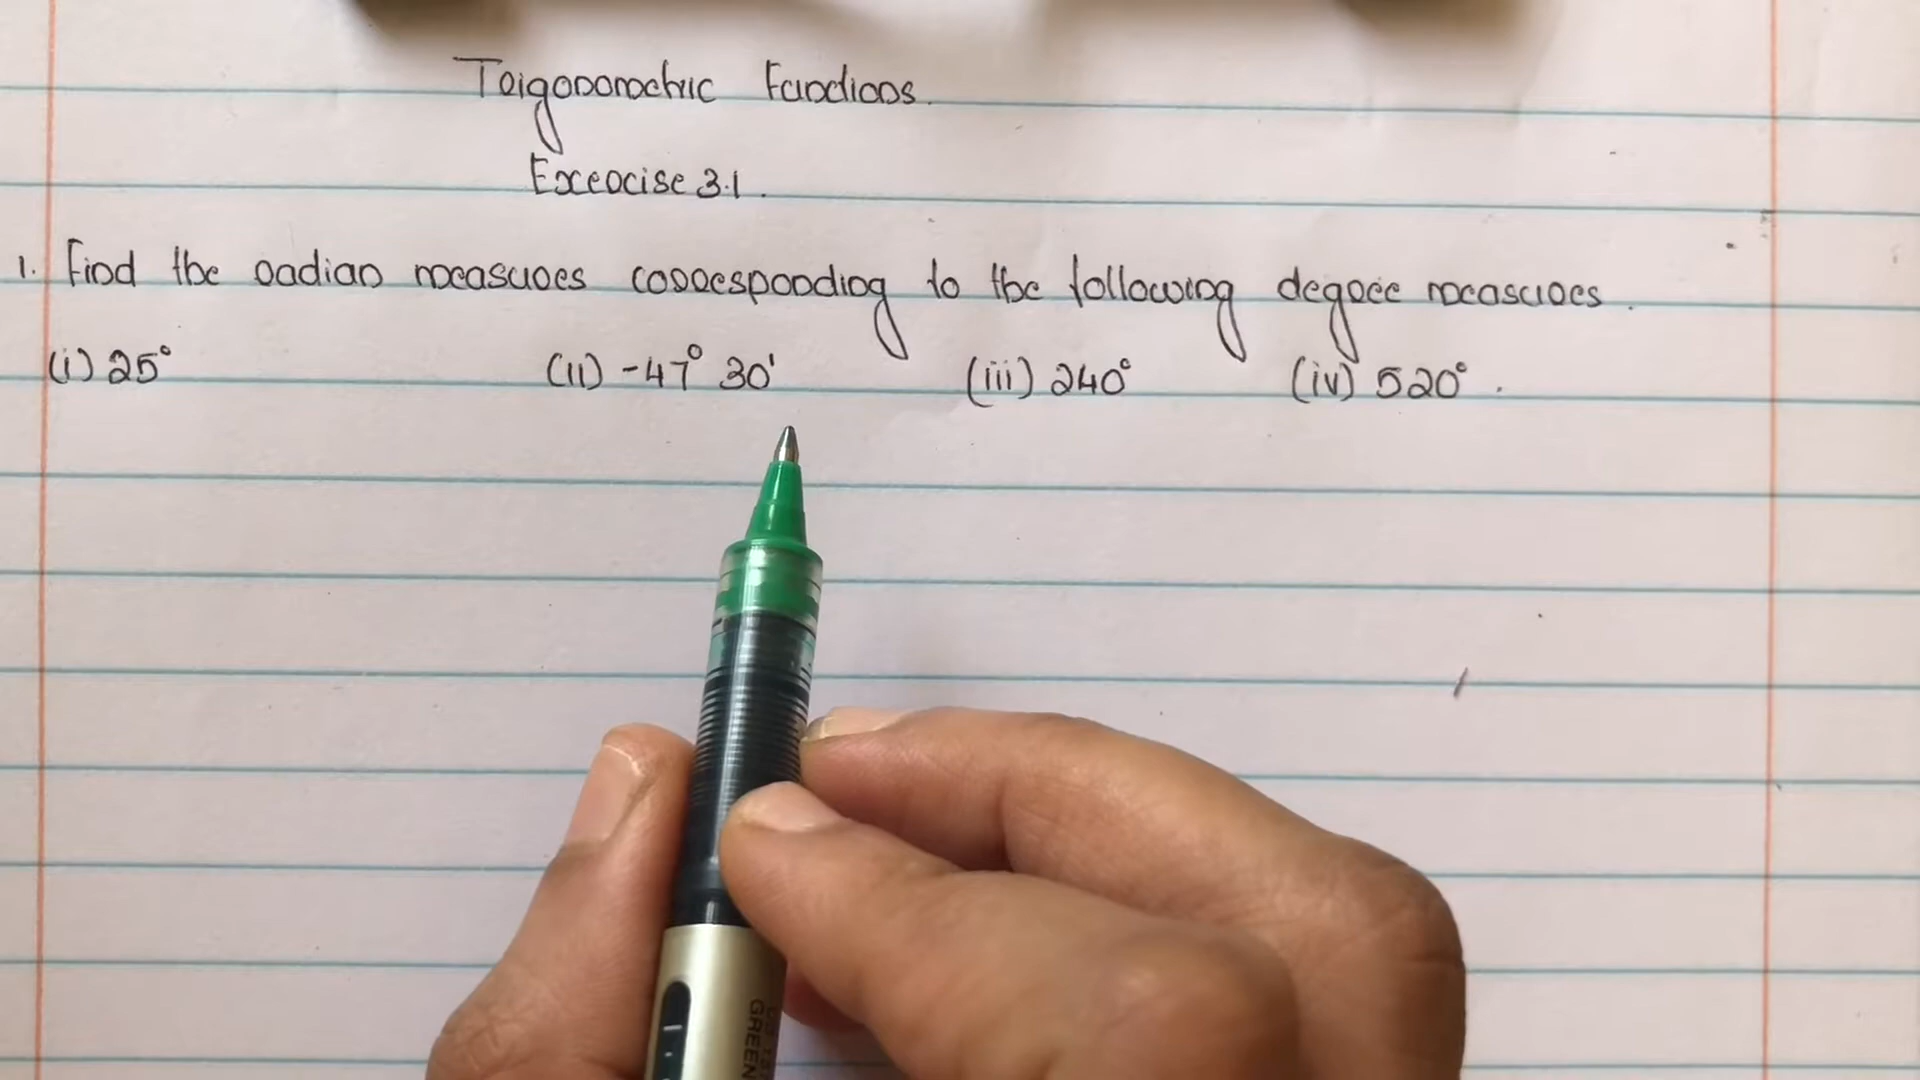 Trigonometric Functions.
Exercise 3.1.
1. Find the radian measures corresponding to the following degree measures.
(i) 25° (ii) -47° 30' (iii) 240° (iv) 520°.
GREEN